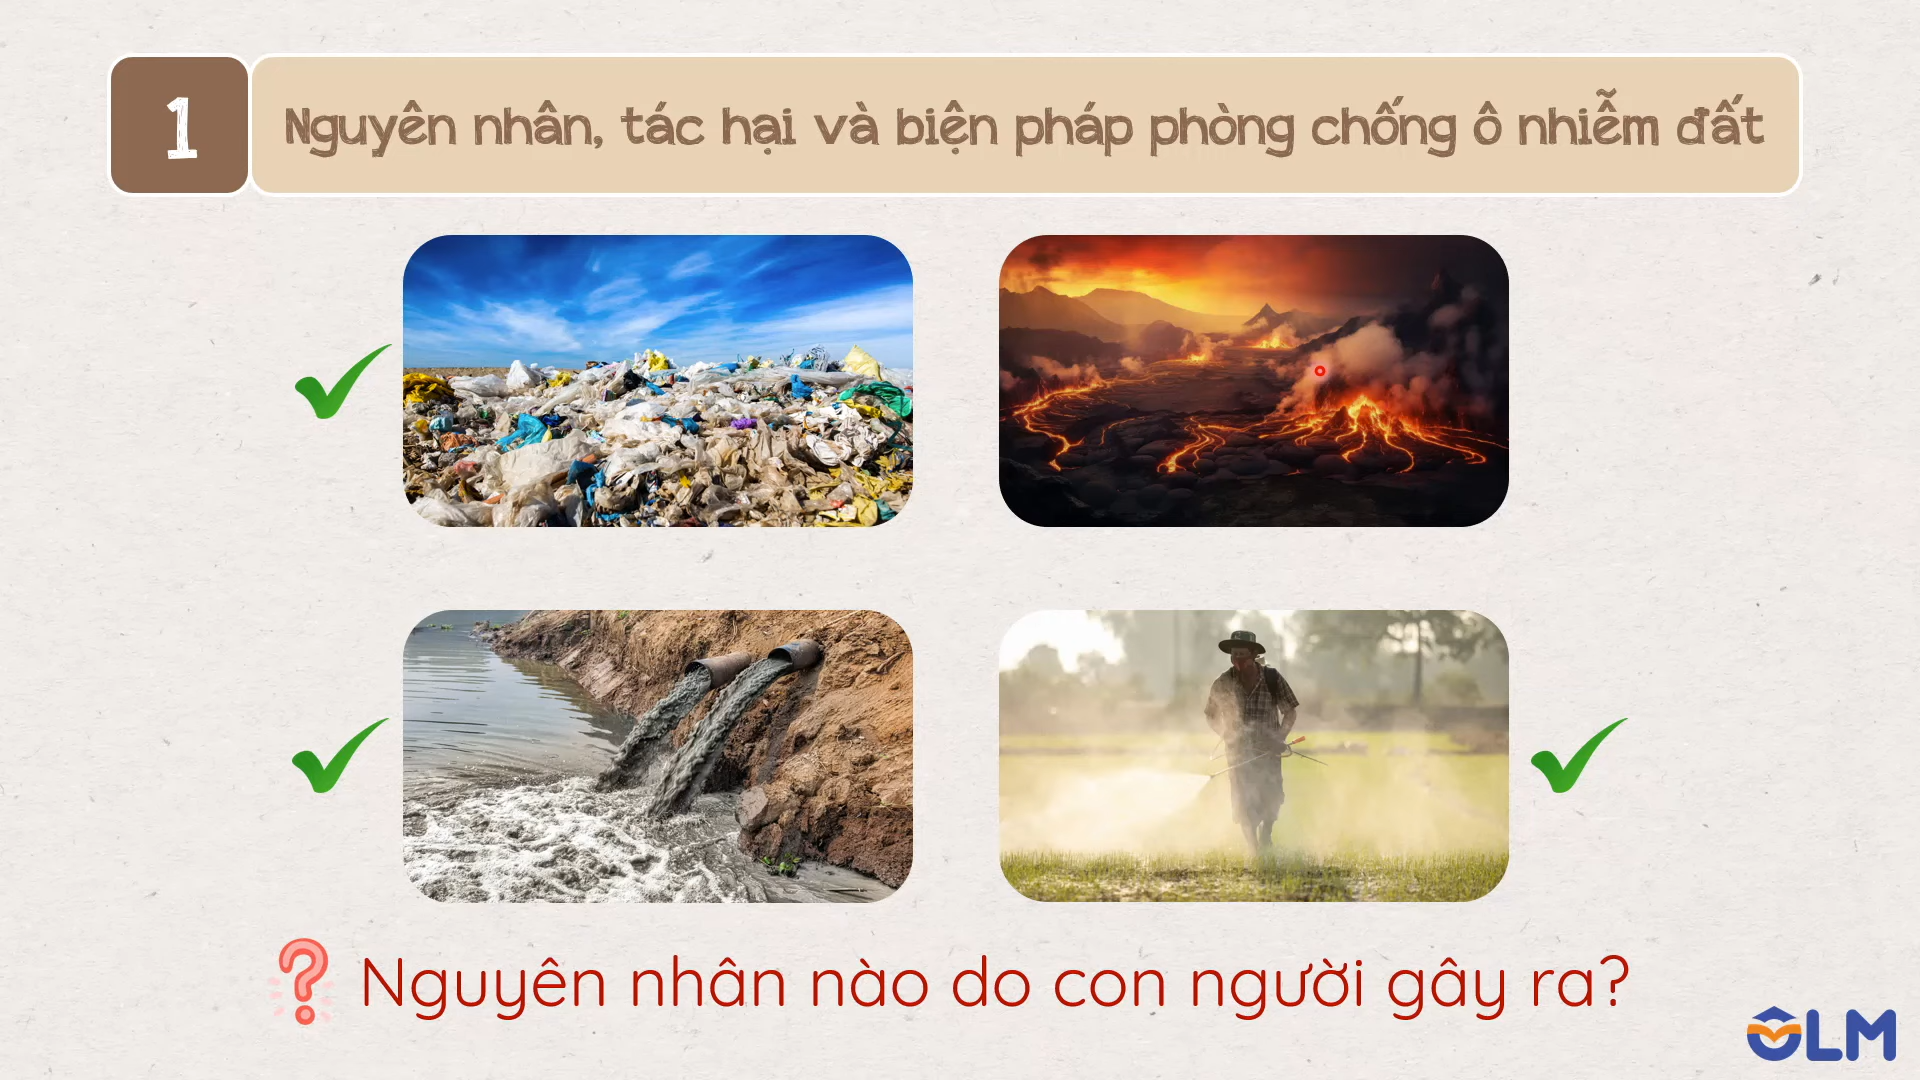 1
Nguyên nhân, tác hại và biện pháp phòng chống ô nhiễm đất
Nguyên nhân nào do con người gây ra?
OLM